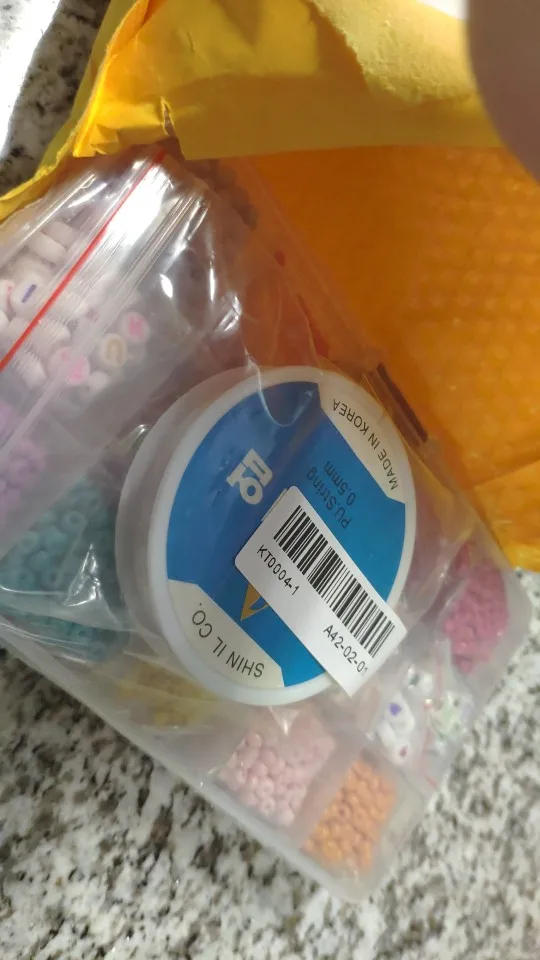 MADE IN KOREA
PU.String
0.5mm
KT0004-1
A42-02-01
SHIN IL CO.